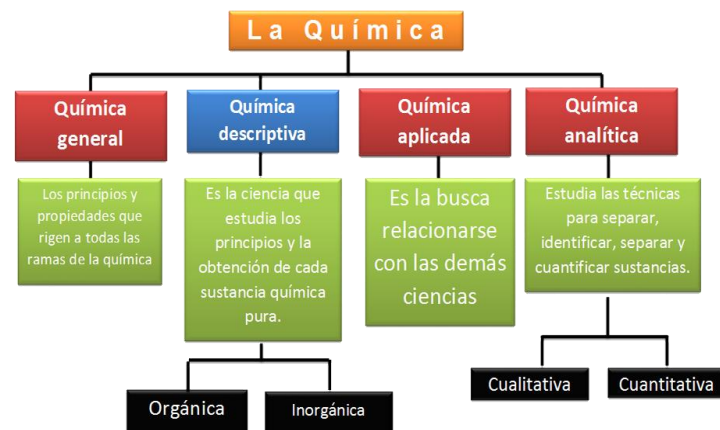 La Química
Química
general
Química
descriptiva
Química
aplicada
Química
analítica
Los principios y
propiedades que
rigen a todas las
ramas de la química
Es la ciencia que
estudia los
principios y la
obtención de cada
sustancia química
pura.
Es la busca
relacionarse
con las demás
ciencias
Estudia las técnicas
para separar,
identificar, separar y
cuantificar sustancias.
Orgánica
Inorgánica
Cualitativa
Cuantitativa